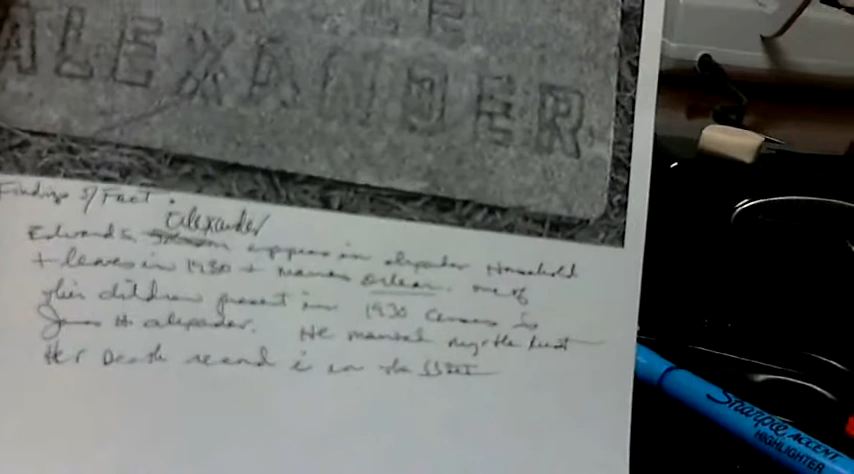 ALEXANDER
Findings of Fact.
Alexander
Edward S. appears in Alexander Household
+ leaves in 1930 + marries Orlean. one of
their children present in 1930 Census is
James H Alexander. He married Myrtle
Her Death record is in the SSDI
Sharpie ACCENT
HIGHLIGHTER